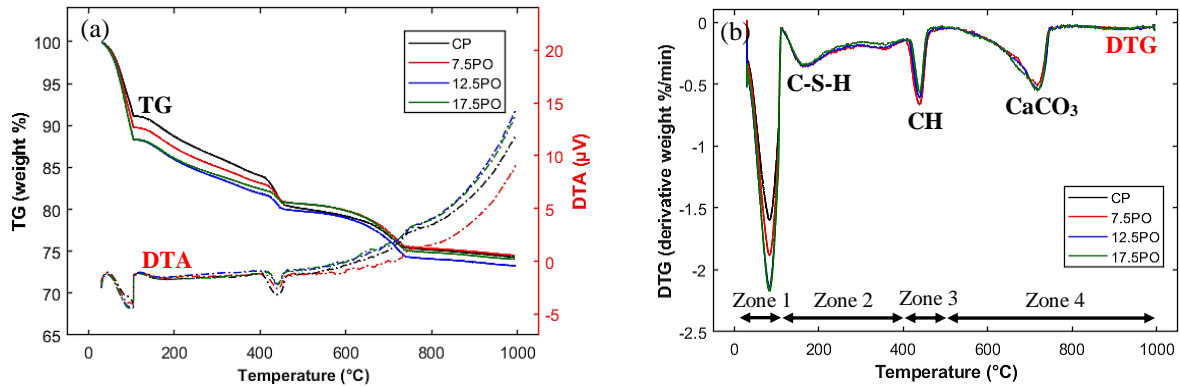 (a)
TG
DTA
CP
7.5PO
12.5PO
17.5PO
100
95
90
85
80
75
70
65
TG (weight %)
20
15
10
5
0
-5
DTA (µV)
0
200
400
600
800
1000
Temperature (°C)
(b)
DTG
C-S-H
CH
CaCO₃
CP
7.5PO
12.5PO
17.5PO
Zone 1
Zone 2
Zone 3
Zone 4
0
-0.5
-1
-1.5
-2
-2.5
DTG (derivative weight %/min)
0
200
400
600
800
1000
Temperature (°C)